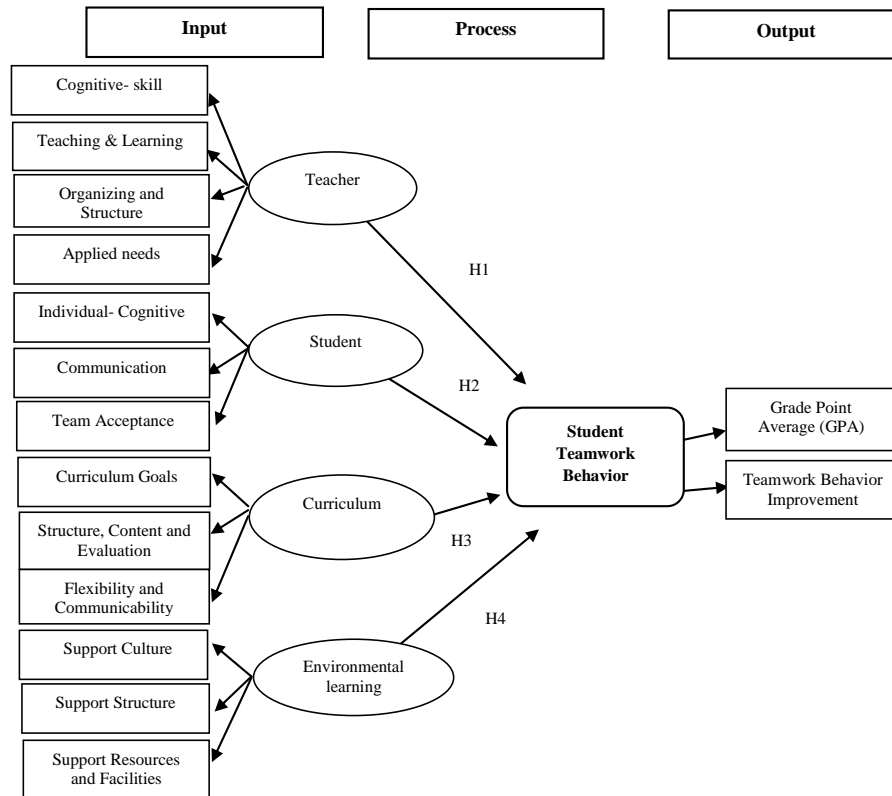 Input
Process
Output
Cognitive- skill
Teaching & Learning
Organizing and
Structure
Applied needs
Individual- Cognitive
Communication
Team Acceptance
Curriculum Goals
Structure, Content and
Evaluation
Flexibility and
Communicability
Support Culture
Support Structure
Support Resources
and Facilities
Teacher
Student
Curriculum
Environmental
learning
H1
H2
H3
H4
Student
Teamwork
Behavior
Grade Point
Average (GPA)
Teamwork Behavior
Improvement